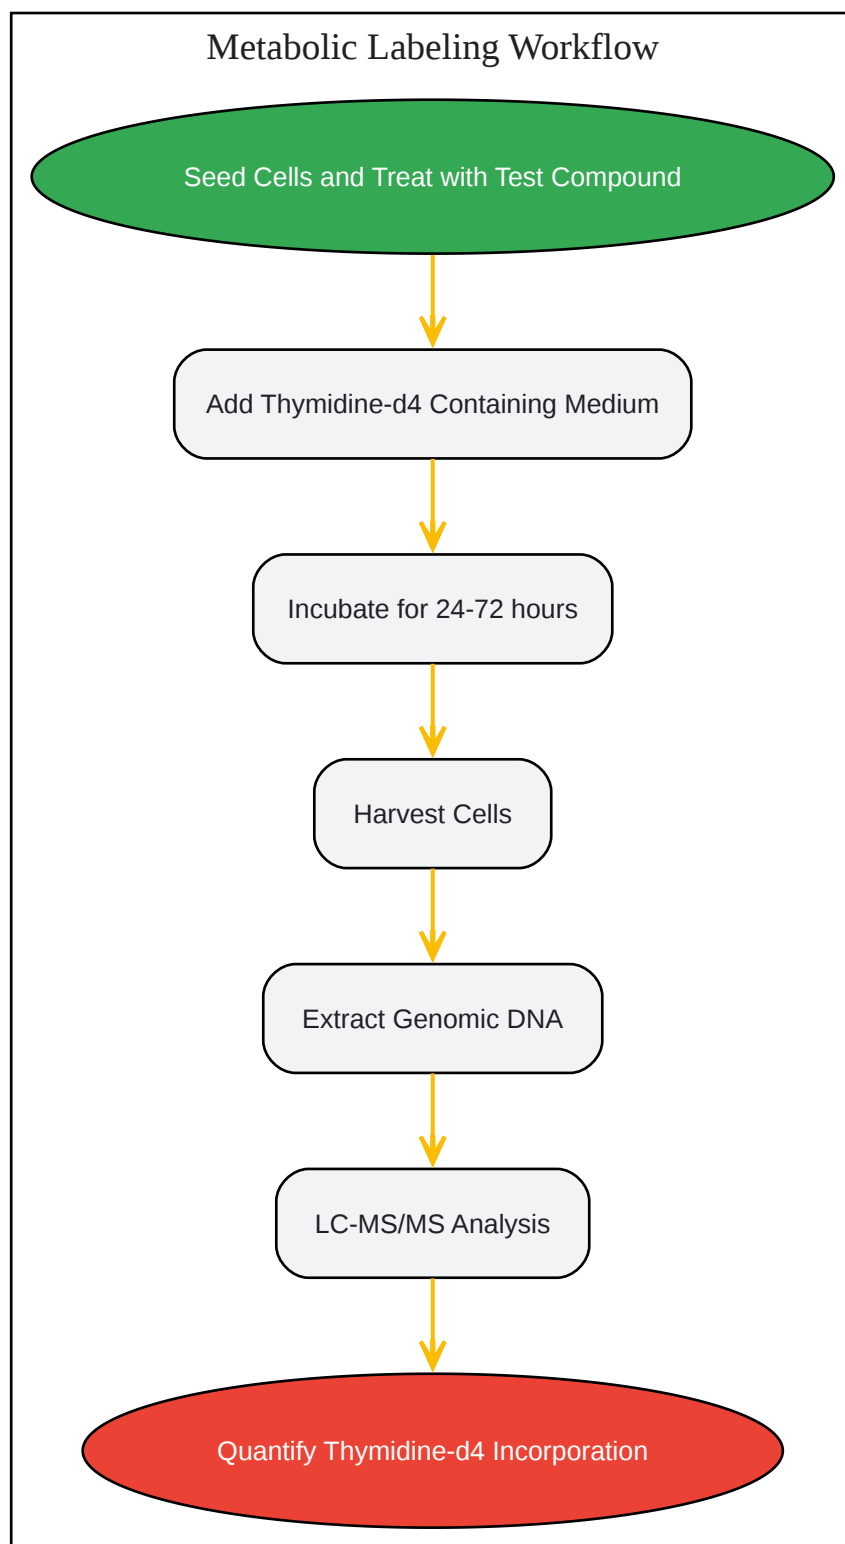 Metabolic Labeling Workflow
Seed Cells and Treat with Test Compound
Add Thymidine-d4 Containing Medium
Incubate for 24-72 hours
Harvest Cells
Extract Genomic DNA
LC-MS/MS Analysis
Quantify Thymidine-d4 Incorporation